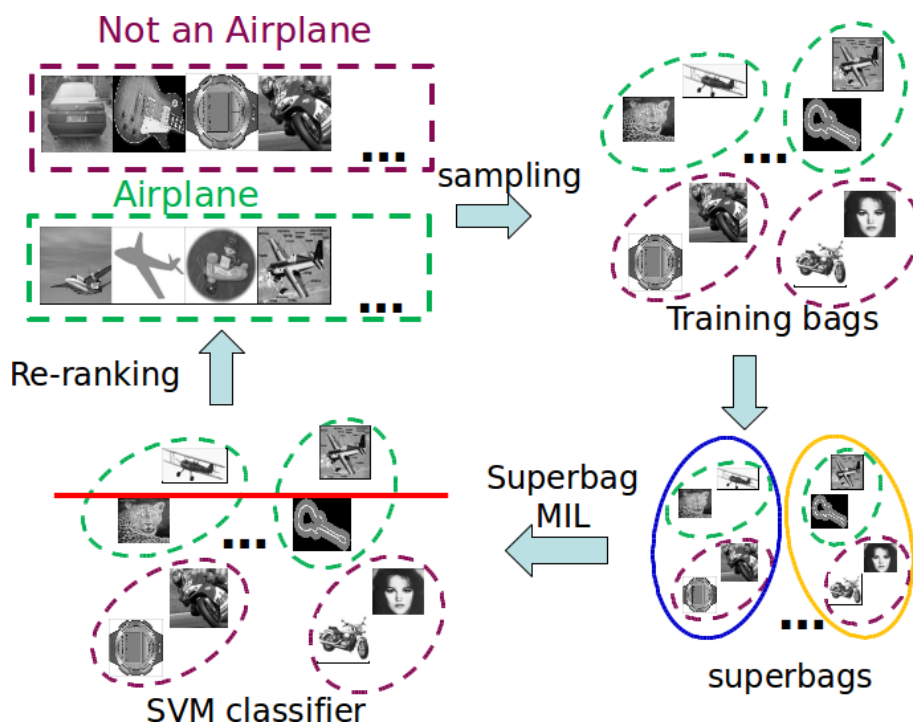 Not an Airplane
...
Airplane
...
sampling
...
Training bags
Re-ranking
Superbag
MIL
...
SVM classifier
...
superbags